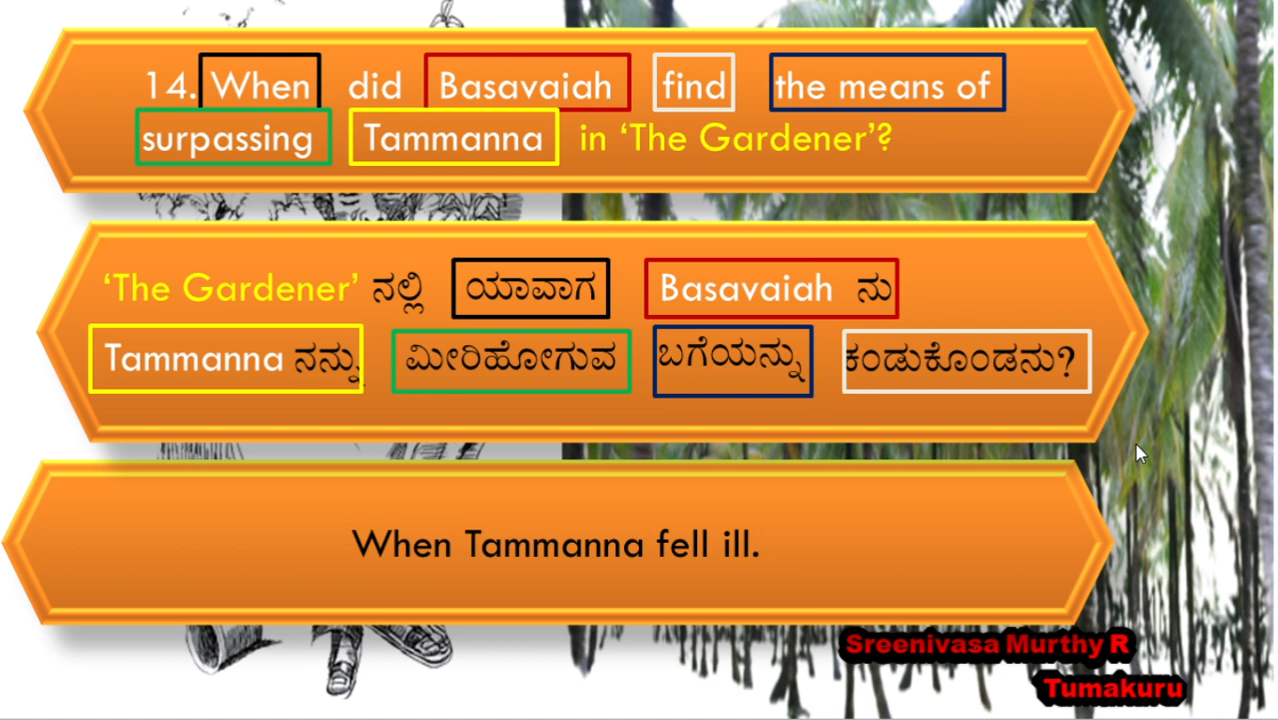 14. When did Basavaiah find the means of
surpassing Tammanna in ‘The Gardener’?
‘The Gardener’ ನಲ್ಲಿ ಯಾವಾಗ Basavaiah ನು
Tammanna ನನ್ನು ಮೀರಿಹೋಗುವ ಬಗೆಯನ್ನು ಕಂಡುಕೊಂಡನು?
When Tammanna fell ill.
Sreenivasa Murthy R
Tumakuru